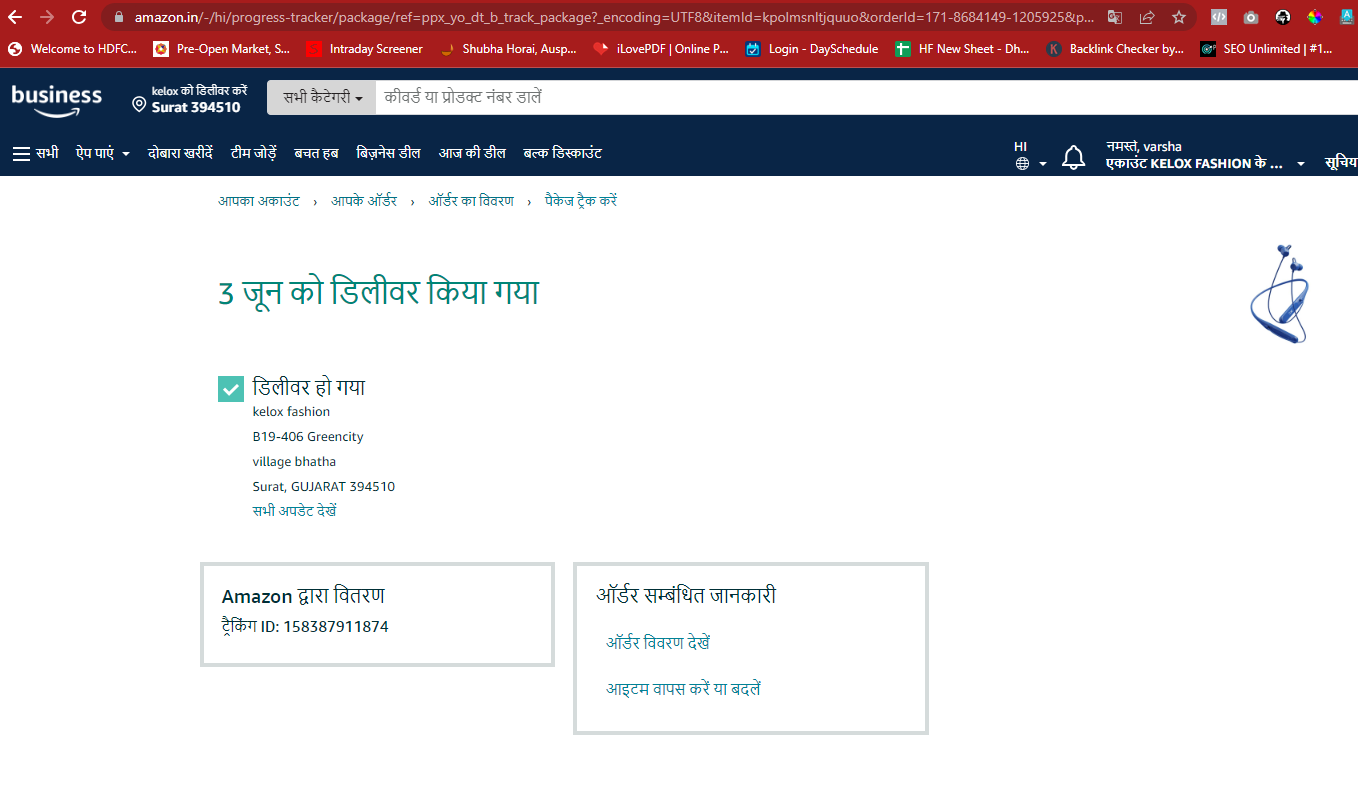 amazon.in/-/hi/progress-tracker/package/ref=ppx_yo_dt_b_track_package?_encoding=UTF8&itemId=kpolmsnltjquuo&orderId=171-8684149-1205925&p...
Welcome to HDFC... Pre-Open Market, S... Intraday Screener Shubha Horai, Ausp... iLovePDF | Online P... Login - DaySchedule HF New Sheet - Dh... Backlink Checker by... SEO Unlimited | #1...
business
kelox को डिलीवर करें
Surat 394510
सभी कैटेगरी
कीवर्ड या प्रोडक्ट नंबर डालें
सभी ऐप पाएं दोबारा खरीदें टीम जोड़ें बचत हब बिज़नेस डील आज की डील बल्क डिस्काउंट
HI
नमस्ते, varsha
एकाउंट KELOX FASHION के ...
सूचिय
आपका अकाउंट › आपके ऑर्डर › ऑर्डर का विवरण › पैकेज ट्रैक करें
3 जून को डिलीवर किया गया
डिलीवर हो गया
kelox fashion
B19-406 Greencity
village bhatha
Surat, GUJARAT 394510
सभी अपडेट देखें
Amazon द्वारा वितरण
ट्रैकिंग ID: 158387911874
ऑर्डर सम्बंधित जानकारी
ऑर्डर विवरण देखें
आइटम वापस करें या बदलें